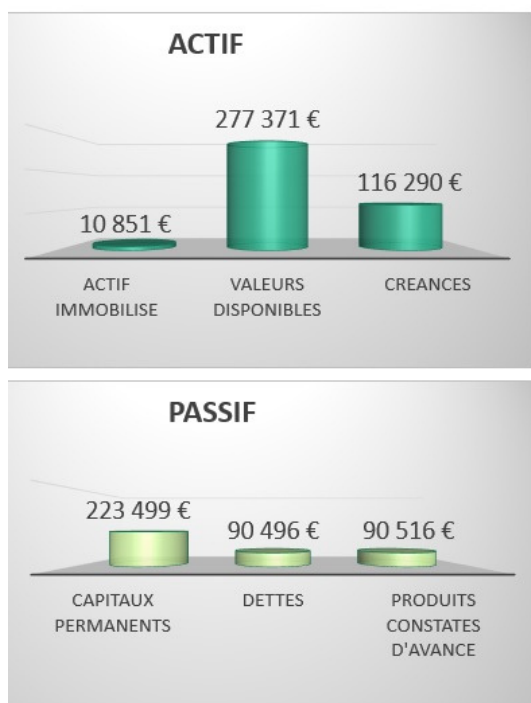 ACTIF
277 371 €
116 290 €
10 851 €
ACTIF
IMMOBILISE
VALEURS
DISPONIBLES
CREANCES
PASSIF
223 499 €
90 496 €
90 516 €
CAPITAUX
PERMANENTS
DETTES
PRODUITS
CONSTATES
D'AVANCE